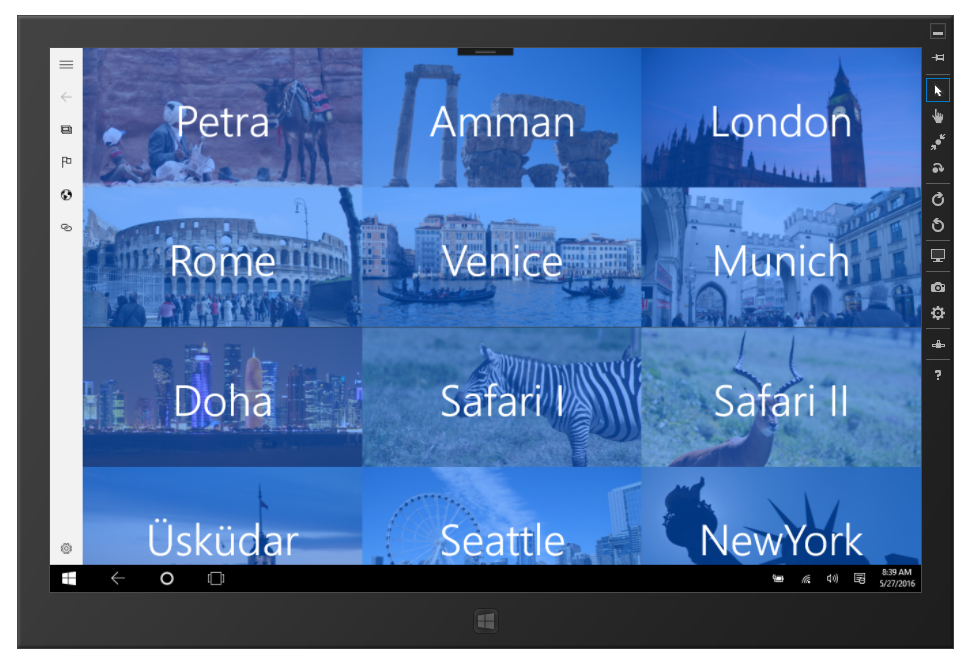 Petra
Amman
London
Rome
Venice
Munich
Doha
Safari I
Safari II
Üsküdar
Seattle
NewYork
8:39 AM
5/27/2016
?